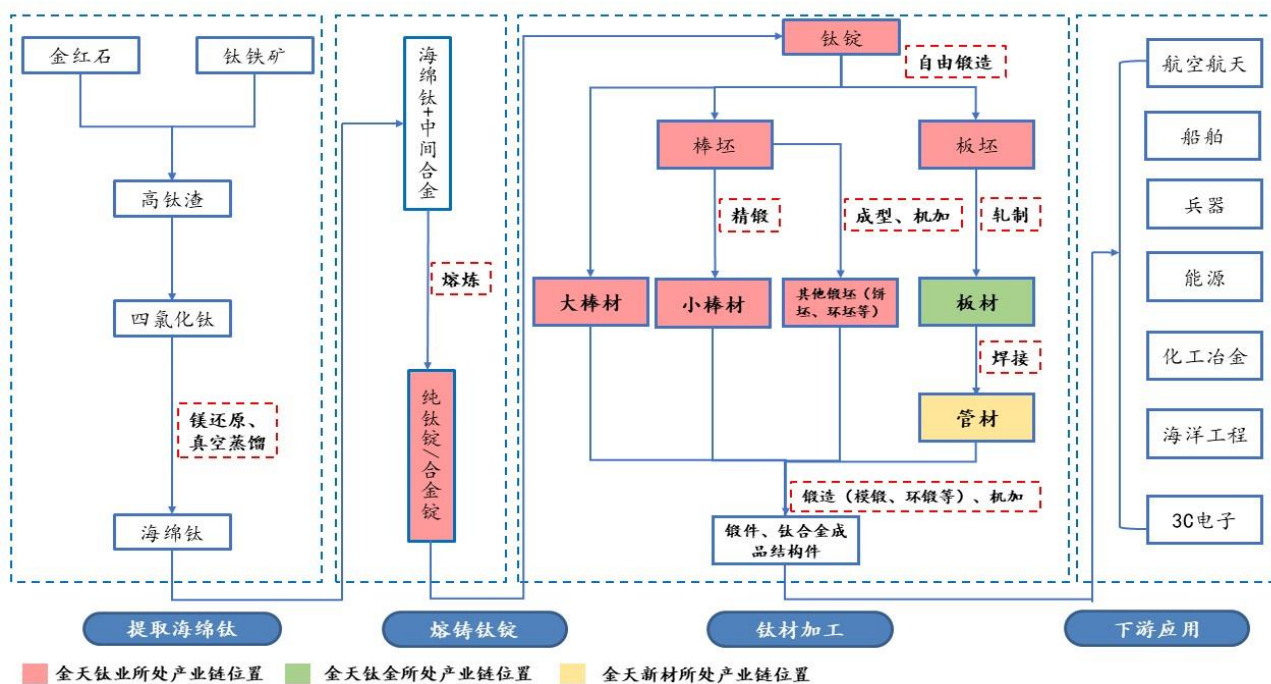 金红石
钛铁矿
高钛渣
四氯化钛
镁还原、
真空蒸馏
海绵钛
提取海绵钛
海绵钛+中间合金
熔炼
纯钛锭/合金锭
熔铸钛锭
钛锭
自由锻造
棒坯
板坯
精锻
成型、机加
轧制
大棒材
小棒材
其他锻坯（饼
坯、环坯等）
板材
焊接
管材
锻造（模锻、环锻等）、机加
锻件、钛合金成
品结构件
钛材加工
航空航天
船舶
兵器
能源
化工冶金
海洋工程
3C电子
下游应用
金天钛业所处产业链位置
金天钛金所处产业链位置
金天新材所处产业链位置